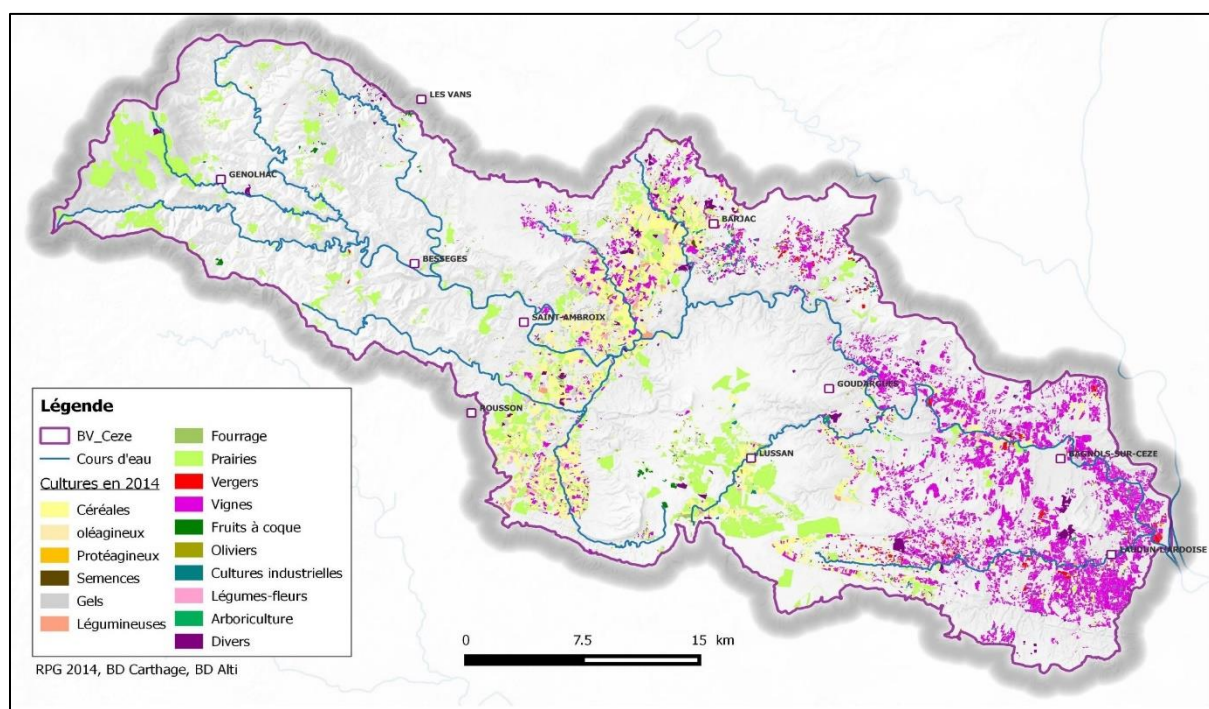 LES VANS
GENOLHAC
BARJAC
BESSEGES
SAINT-AMBROIX
GOUDARGUES
ROUSSON
LUSSAN
BAGNOLS-SUR-CEZE
LAUDUN-L'ARDOISE
Légende
BV_Ceze
Cours d'eau
Cultures en 2014
Céréales
oléagineux
Protéagineux
Semences
Gels
Légumineuses
Fourrage
Prairies
Vergers
Vignes
Fruits à coque
Oliviers
Cultures industrielles
Légumes-fleurs
Arboriculture
Divers
RPG 2014, BD Carthage, BD Alti
0 7.5 15 km